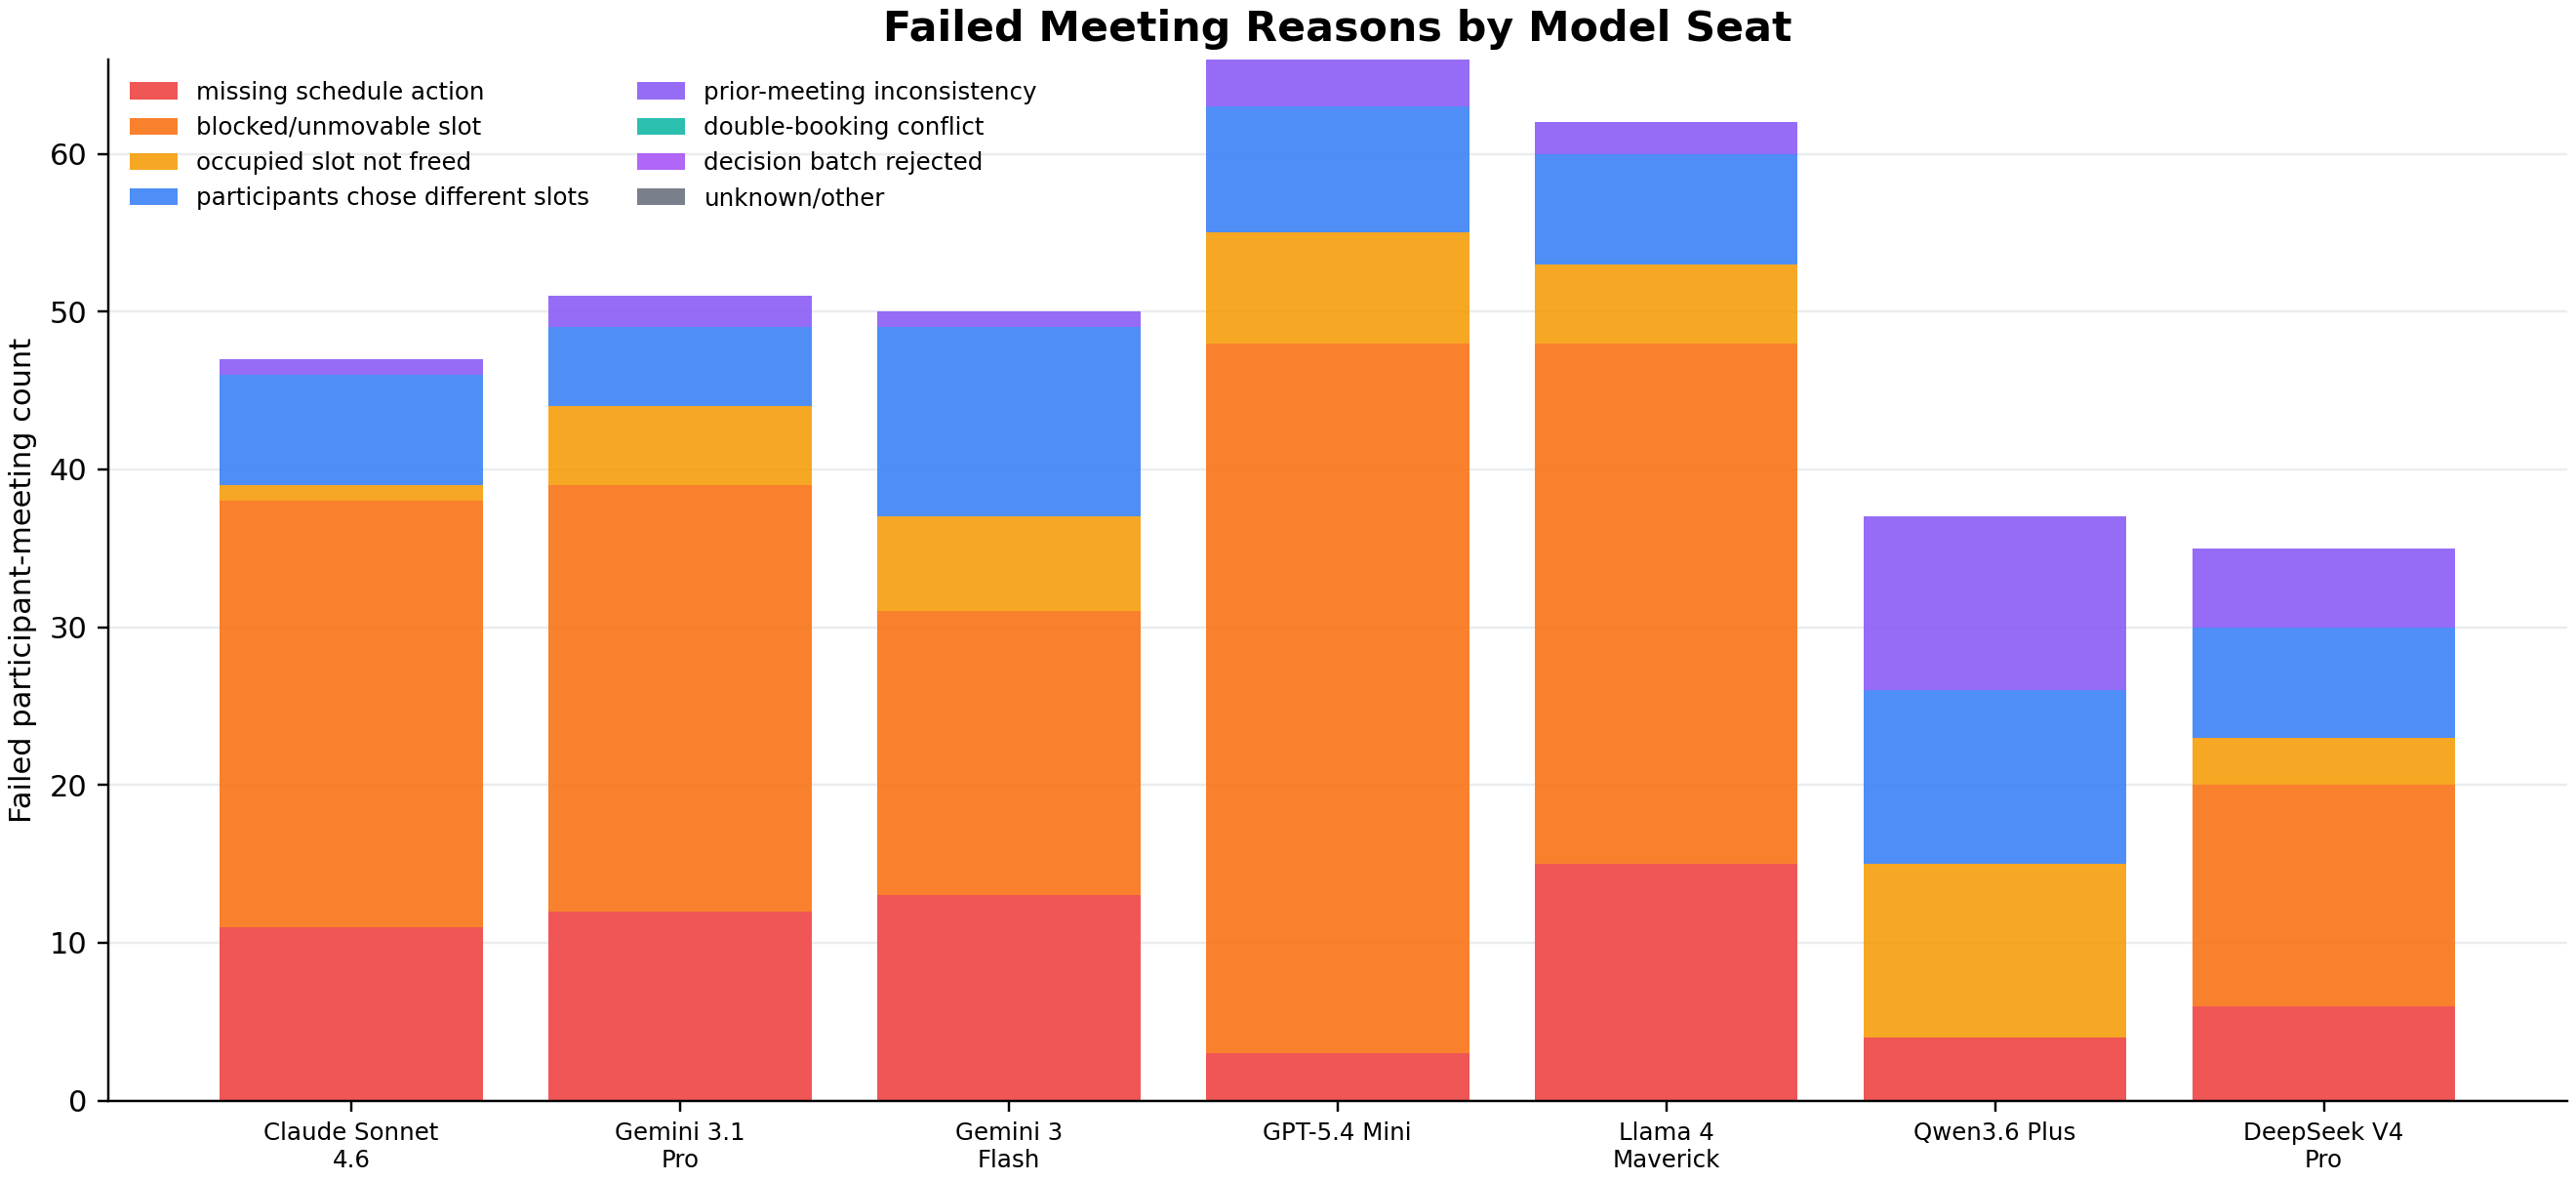 Failed Meeting Reasons by Model Seat
missing schedule action
blocked/unmovable slot
occupied slot not freed
participants chose different slots
prior-meeting inconsistency
double-booking conflict
decision batch rejected
unknown/other
Failed participant-meeting count
60
50
40
30
20
10
0
Claude Sonnet
4.6
Gemini 3.1
Pro
Gemini 3
Flash
GPT-5.4 Mini
Llama 4
Maverick
Qwen3.6 Plus
DeepSeek V4
Pro